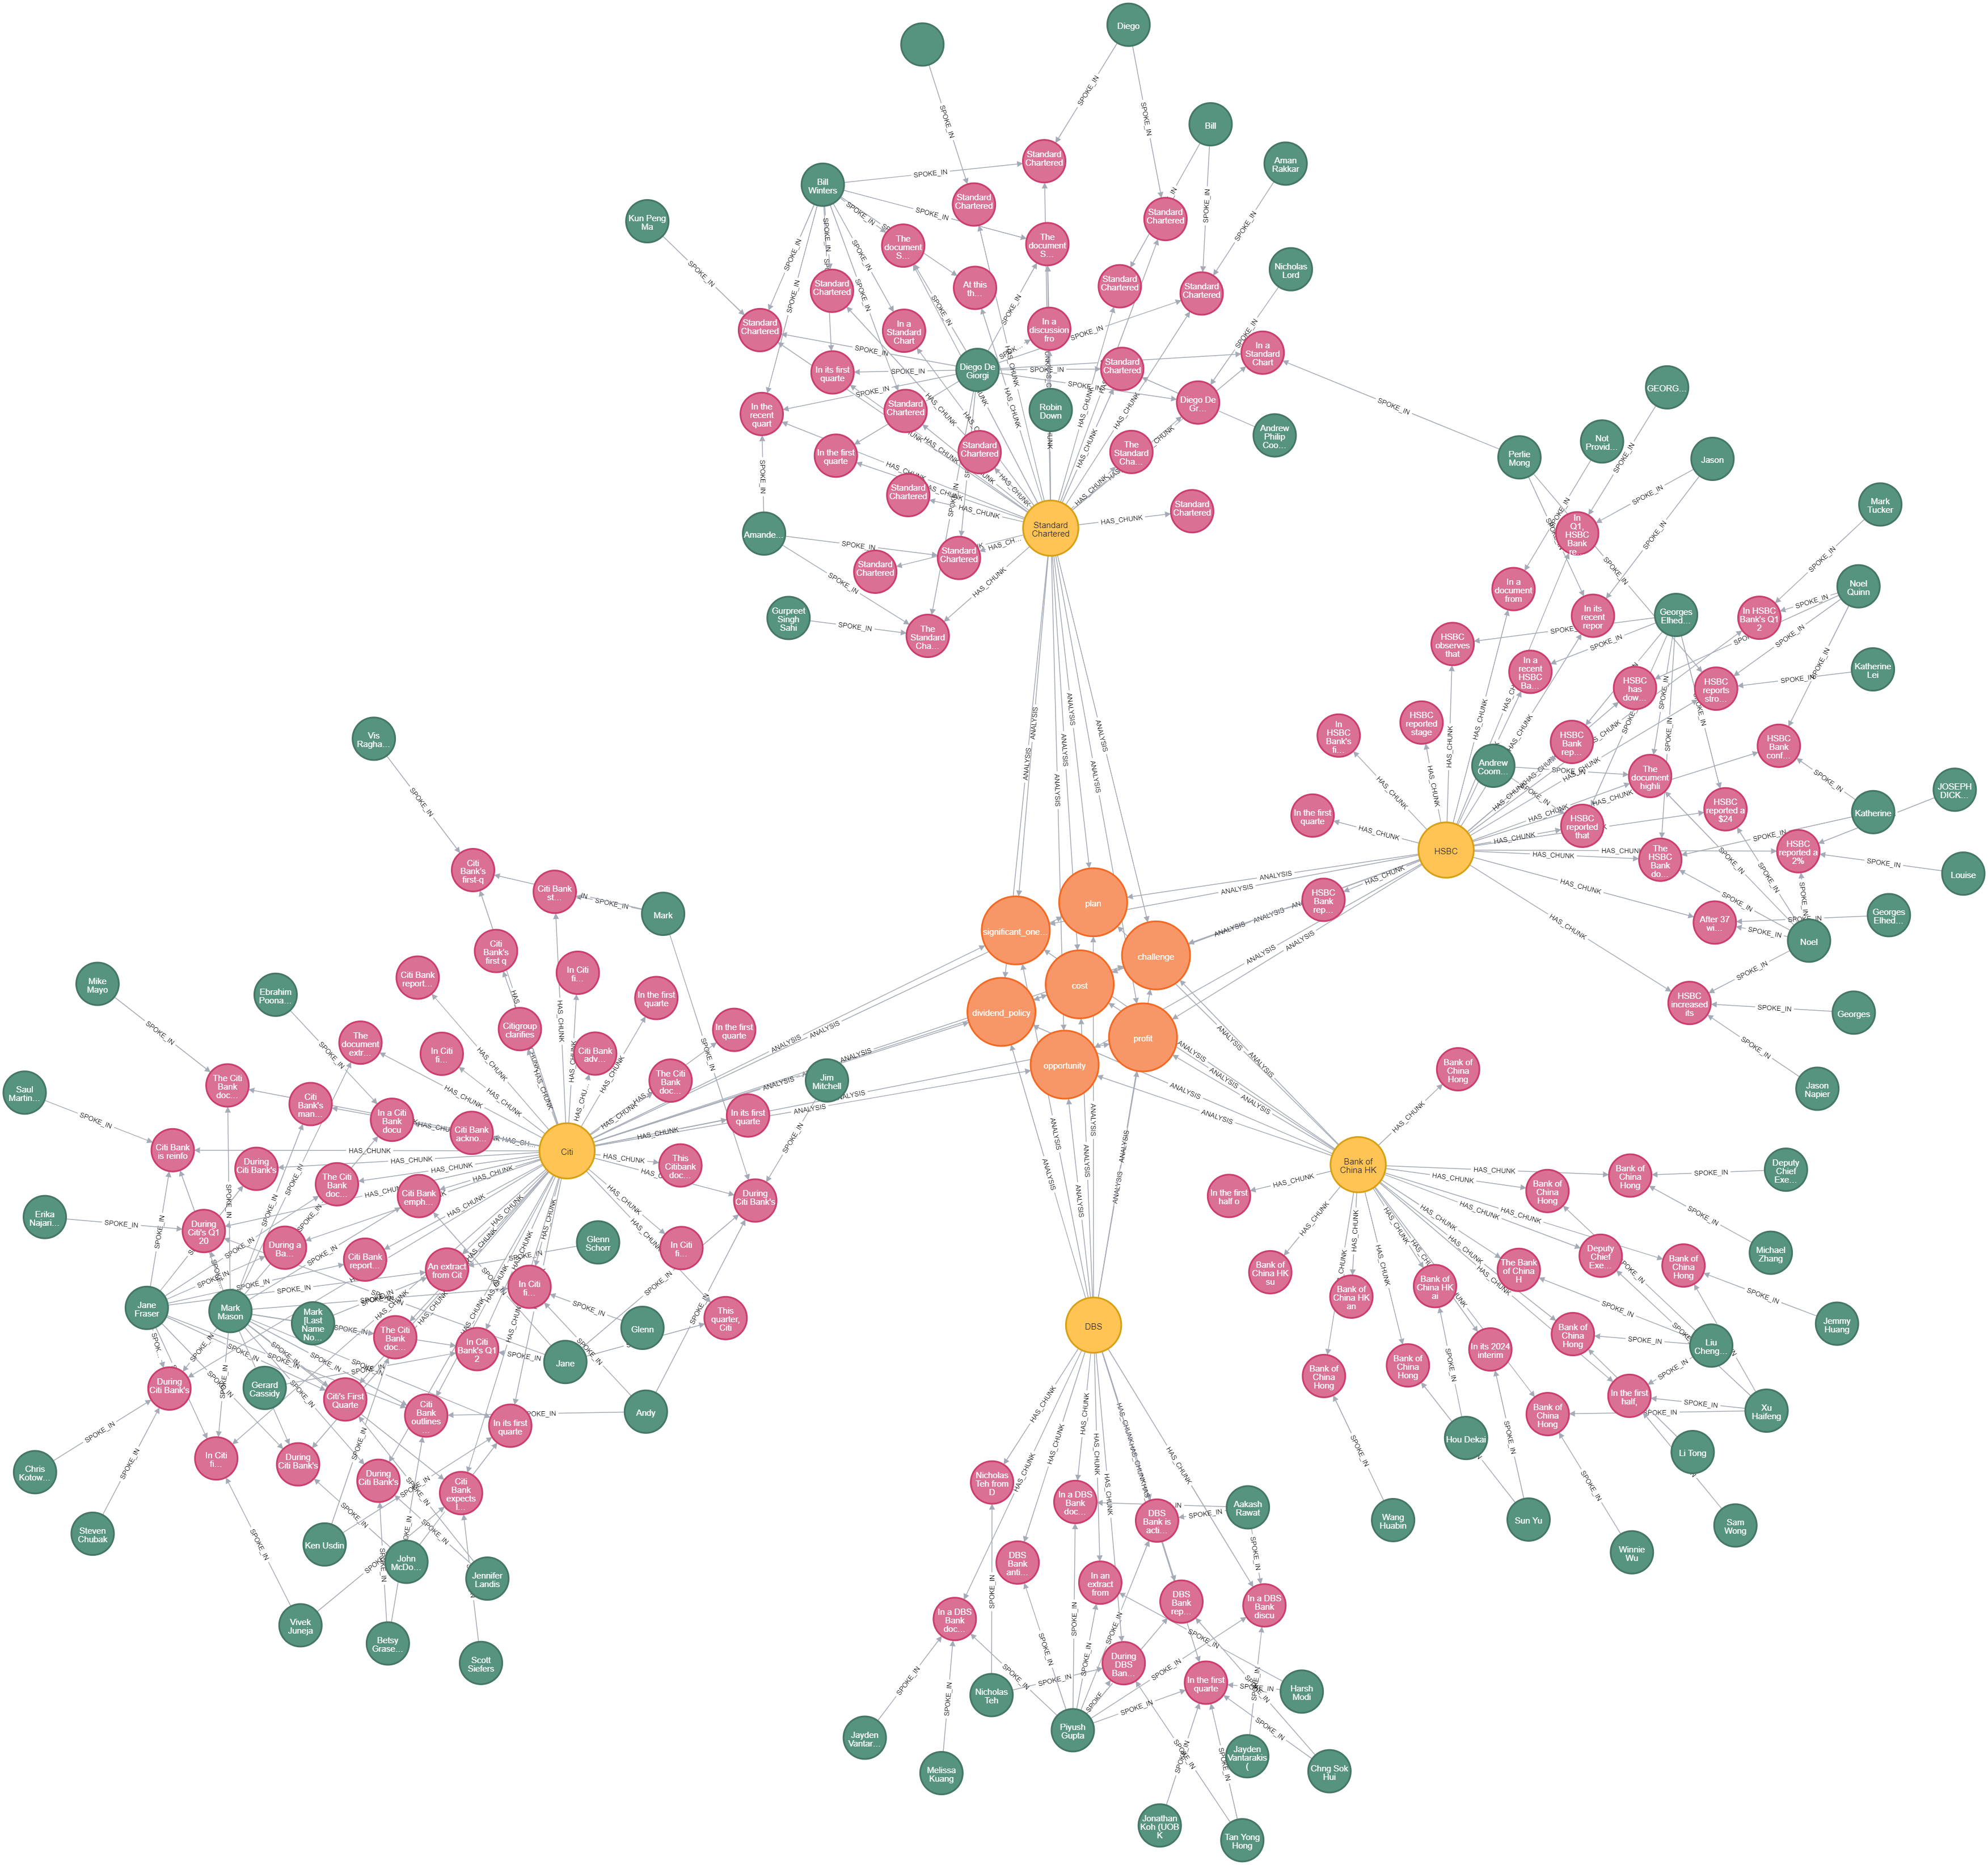 Diego
Bill
Aman
Rakkar
Bill
Winters
Kun Peng
Ma
Nicholas
Lord
Standard
Chartered
Standard
Chartered
Standard
Chartered
The
document
S...
The
document
S...
Standard
Chartered
At this
th...
Standard
Chartered
Standard
Chartered
Standard
Chartered
In a
Standard
Chart
In a
discussion
fro
In a
Standard
Chart
In its first
quarte
Diego De
Giorgi
Standard
Chartered
In the
recent
quart
Standard
Chartered
Robin
Down
Diego De
Gr...
Andrew
Philip
Coo...
In the first
quarte
Standard
Chartered
The
Standard
Cha...
Standard
Chartered
Standard
Chartered
Standard
Chartered
Amande...
Standard
Chartered
Standard
Chartered
Gurpreet
Singh
Sahi
The
Standard
Cha...
GEORG...
Not
Provid...
Perlie
Mong
Jason
Mark
Tucker
In
Q1,
HSBC
Bank
re...
In a
document
from
In its
recent
repor
Georges
Elhed...
In HSBC
Bank's Q1
2
Noel
Quinn
HSBC
observes
that
In a
recent
HSBC
Ba...
HSBC
has
dow...
HSBC
reports
stro...
Katherine
Lei
In
HSBC
Bank's
fi...
HSBC
reported
stage
HSBC
Bank
rep...
HSBC
Bank
conf...
Andrew
Coom...
The
document
highli
JOSEPH
DICK...
In the first
quarte
HSBC
reported
that
HSBC
reported a
$24
Katherine
HSBC
The
HSBC
Bank
do...
HSBC
reported a
2%
Louise
HSBC
Bank
rep...
After 37
wi...
Georges
Elhed...
Noel
HSBC
increased
its
Georges
Jason
Napier
plan
significant_one...
challenge
cost
dividend_policy
profit
opportunity
Vis
Ragha...
Citi
Bank's
first-q
Citi Bank
st...
Mark
Citi
Bank's
first q
Citi Bank
report...
In Citi
fi...
In the first
quarte
Mike
Mayo
Ebrahim
Poona...
The
document
extr...
In Citi
fi...
Citigroup
clarifies
Citi Bank
adv...
In the first
quarte
Saul
Martin...
The Citi
Bank
doc...
Citi
Bank's
man...
In a Citi
Bank
docu
Citi Bank
ackno...
The Citi
Bank
doc...
In its first
quarte
Jim
Mitchell
Citi Bank
is reinfo
During
Citi Bank's
Citi
This
Citibank
doc...
The Citi
Bank
doc...
Citi Bank
emph...
During
Citi Bank's
Erika
Najan...
During
Citi's Q1
20
During a
Ba...
Citi Bank
report...
An extract
from Cit
Glenn
Schorr
In Citi
fi...
In Citi
fi...
Jane
Fraser
Mark
Mason
Mark
[Last
Name
No...
The Citi
Bank
doc...
In Citi
Bank's Q1
2
Glenn
This
quarter,
Citi
Jane
During
Citi Bank's
Gerard
Cassidy
Citi's First
Quarte
Citi
Bank
outlines
...
In its first
quarte
Andy
Chris
Kotow...
In Citi
fi...
During
Citi Bank's
During
Citi Bank's
Citi
Bank
expects
l...
Steven
Chubak
Ken Usdin
John
McDo...
Jennifer
Landis
Vivek
Juneja
Betsy
Grase...
Scott
Siefers
Bank of
China HK
Bank of
China
Hong
In the first
half o
Bank of
China
Hong
Bank of
China
Hong
Deputy
Chief
Exe...
Bank of
China HK
su
Bank of
China HK
an
Bank of
China HK
ai
The Bank
of China
H
Deputy
Chief
Exe...
Bank of
China
Hong
Michael
Zhang
Bank of
China
Hong
Bank of
China
Hong
In its 2024
interim
Bank of
China
Hong
Liu
Cheng...
Jemmy
Huang
Bank of
China
Hong
In the first
half,
Xu
Haifeng
Hou Dekai
Li Tong
Wang
Huabin
Sun Yu
Winnie
Wu
Sam
Wong
DBS
Nicholas
Teh from
D
In a DBS
Bank
doc...
DBS
Bank is
acti...
Aakash
Rawat
DBS
Bank
anti...
In an
extract
from
DBS
Bank
rep...
In a DBS
Bank
discu
In a DBS
Bank
doc...
During
DBS
Ban...
In the first
quarte
Harsh
Modi
Nicholas
Teh
Piyush
Gupta
Jayden
Vantar...
Melissa
Kuang
Jayden
Vantarakis
(
Chng Sok
Hui
Jonathan
Koh (UOB
K
Tan Yong
Hong
SPOKE_IN
HAS_CHUNK
ANALYSIS